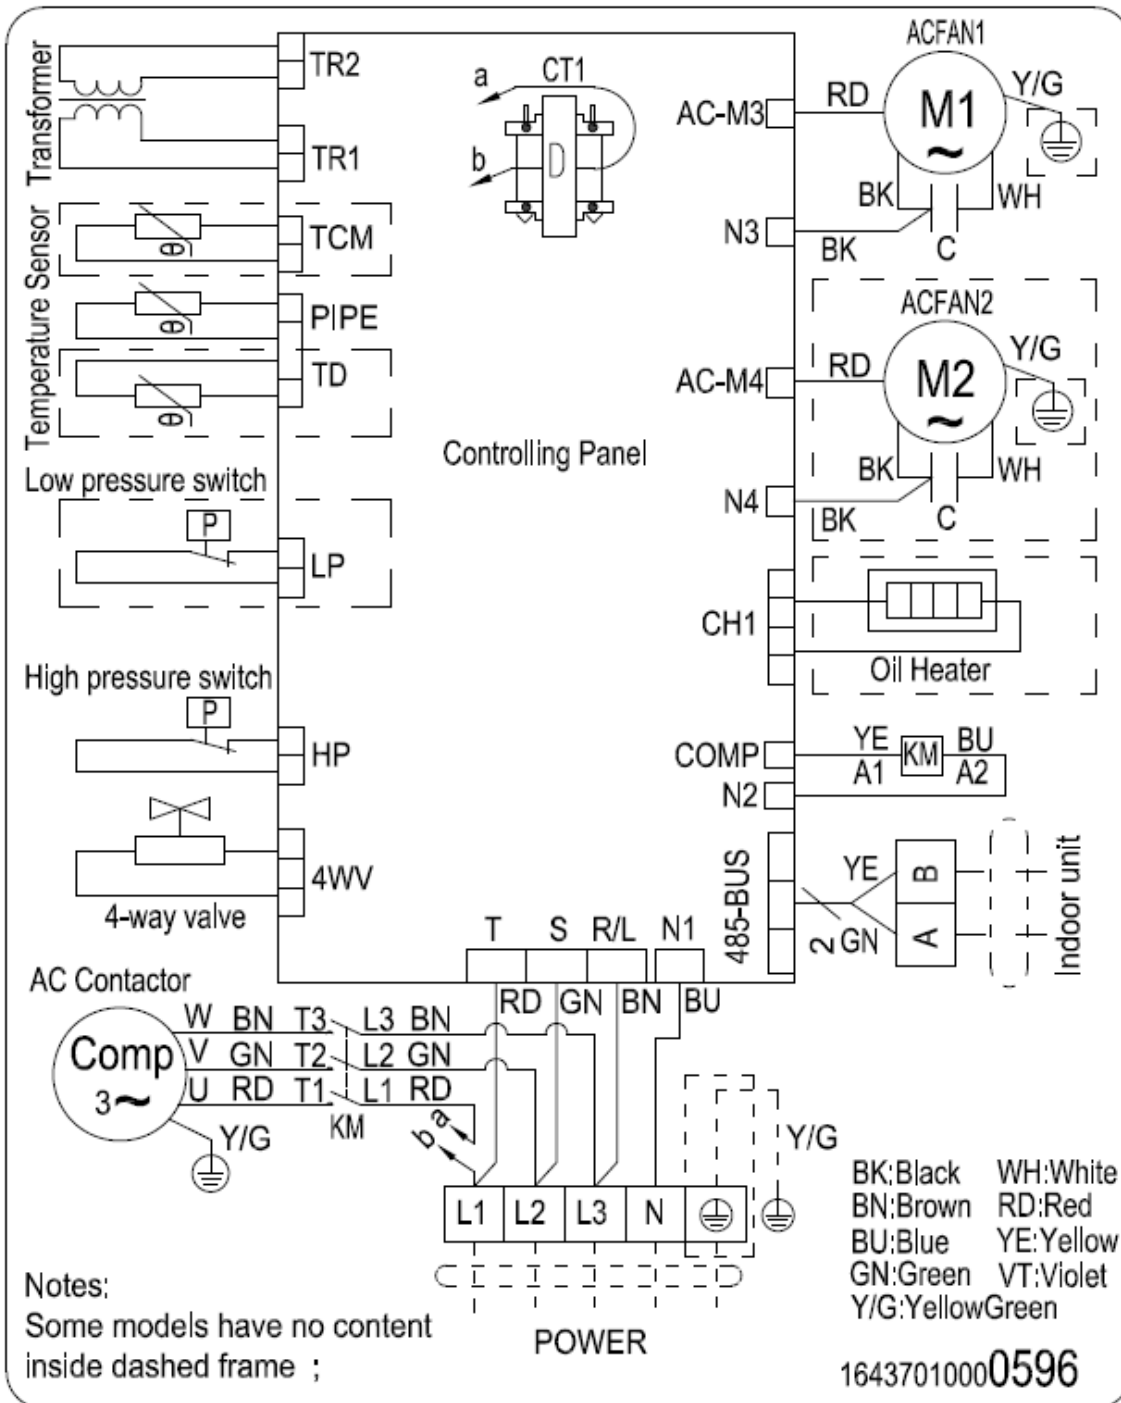 Transformer
TR2
TR1
Temperature Sensor
θ
TCM
θ
PIPE
θ
TD
Low pressure switch
P
LP
High pressure switch
P
HP
4WV
4-way valve
a
CT1
b
D
Controlling Panel
ACFAN1
AC-M3
RD
M1
~
Y/G
BK
WH
N3
BK
C
ACFAN2
AC-M4
RD
M2
~
Y/G
BK
WH
N4
BK
C
CH1
Oil Heater
COMP
YE
KM
BU
A1
A2
N2
485-BUS
YE
2
GN
B
A
Indoor unit
T S R/L N1
RD GN BN BU
AC Contactor
Comp
3~
W BN T3 L3 BN
V GN T2 L2 GN
U RD T1 L1 RD
KM
Y/G
b
a
Y/G
L1 L2 L3 N
POWER
BK:Black WH:White
BN:Brown RD:Red
BU:Blue YE:Yellow
GN:Green VT:Violet
Y/G:YellowGreen
Notes:
Some models have no content
inside dashed frame ;
16437010000596